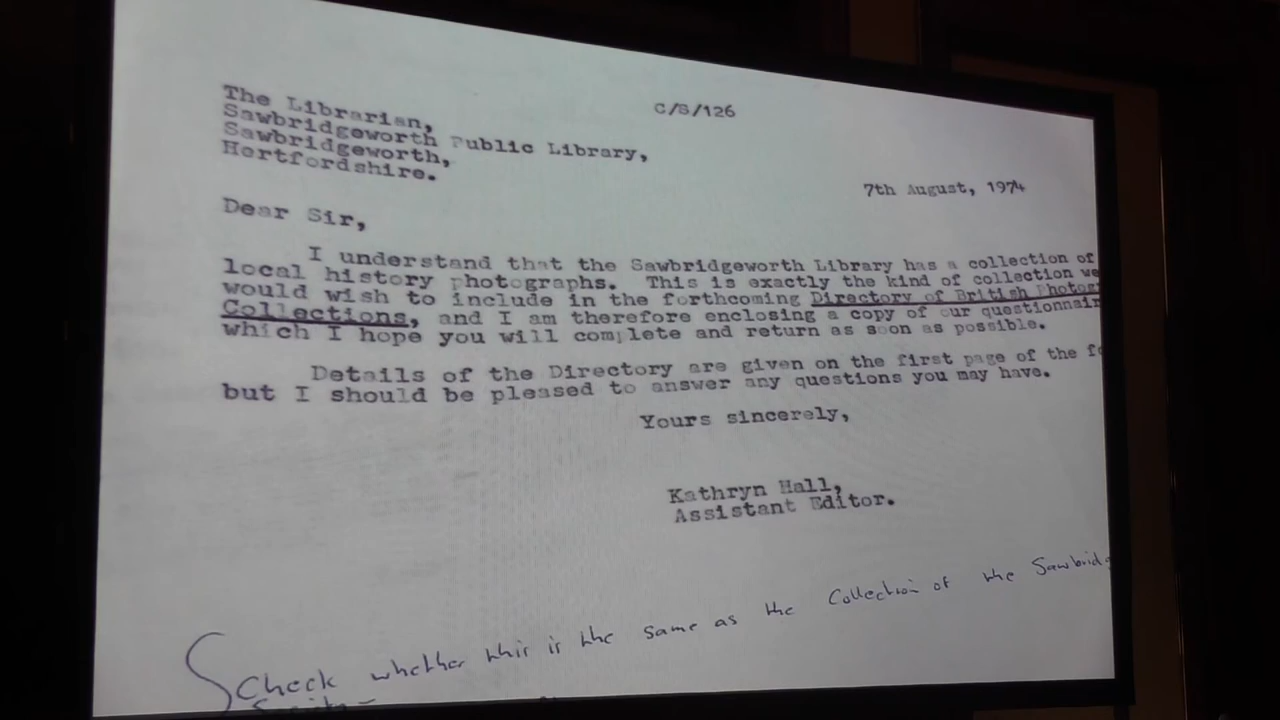 C/S/126
The Librarian,
Sawbridgeworth Public Library,
Sawbridgeworth,
Hertfordshire.
7th August, 1974
Dear Sir,
I understand that the Sawbridgeworth Library has a collection of
local history photographs. This is exactly the kind of collection we
would wish to include in the forthcoming Directory of British Photog
Collections, and I am therefore enclosing a copy of our questionnair
which I hope you will complete and return as soon as possible.
Details of the Directory are given on the first page of the fo
but I should be pleased to answer any questions you may have.
Yours sincerely,
Kathryn Hall,
Assistant Editor.
Check whether this is the same as the Collection of the Sawbridg